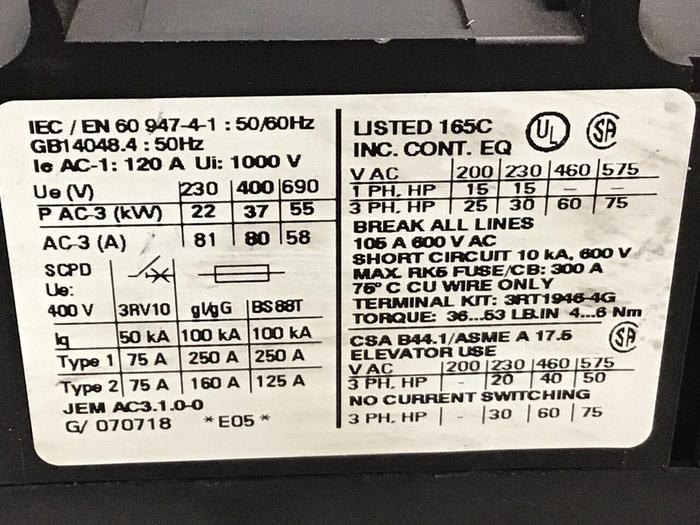 IEC / EN 60 947-4-1 : 50/60Hz
GB14048.4 : 50Hz
Ie AC-1: 120 A Ui: 1000 V
Ue (V) 230 400 690
P AC-3 (kW) 22 37 55
AC-3 (A) 81 80 58
SCPD
Ue:
400 V 3RV10 gl/gG BS88T
Iq 50 kA 100 kA 100 kA
Type 1 75 A 250 A 250 A
Type 2 75 A 160 A 125 A
JEM AC3.1.0-0
G/ 070718 *E05*
LISTED 165C UL SA
INC. CONT. EQ
V AC 200 230 460 575
1 PH. HP 15 15 - -
3 PH. HP 25 30 60 75
BREAK ALL LINES
105 A 600 V AC
SHORT CIRCUIT 10 kA, 600 V
MAX. RK5 FUSE/CB: 300 A
75° C CU WIRE ONLY
TERMINAL KIT: 3RT1946-4G
TORQUE: 36...53 LB.IN 4...6 Nm
CSA B44.1/ASME A 17.5 SA
ELEVATOR USE
V AC 200 230 460 575
3 PH. HP - 20 40 50
NO CURRENT SWITCHING
3 PH. HP - 30 60 75